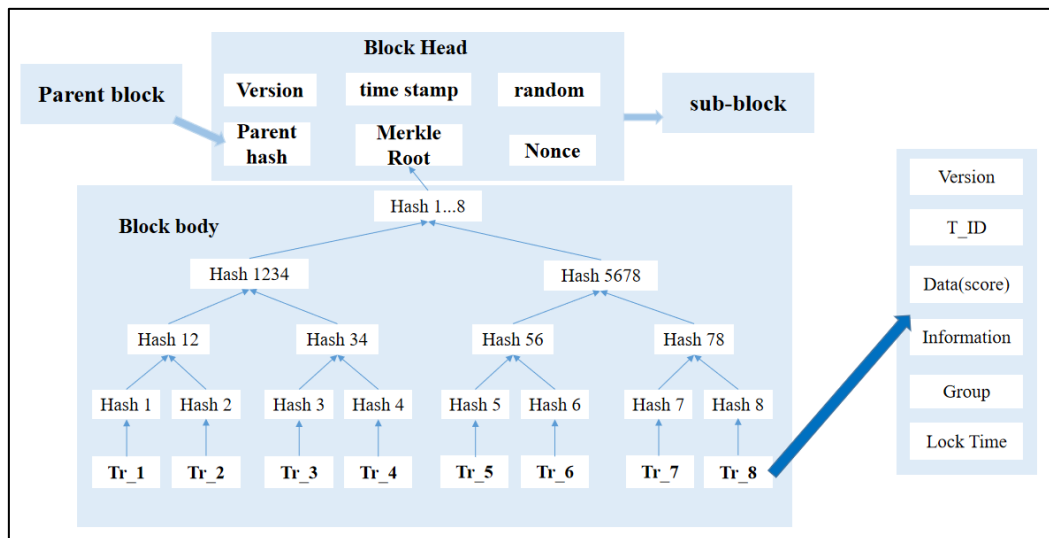 Block Head
Parent block
Version
time stamp
random
sub-block
Parent
hash
Merkle
Root
Nonce
Block body
Hash 1...8
Hash 1234
Hash 5678
Hash 12
Hash 34
Hash 56
Hash 78
Hash 1
Hash 2
Hash 3
Hash 4
Hash 5
Hash 6
Hash 7
Hash 8
Tr_1
Tr_2
Tr_3
Tr_4
Tr_5
Tr_6
Tr_7
Tr_8
Version
T_ID
Data(score)
Information
Group
Lock Time